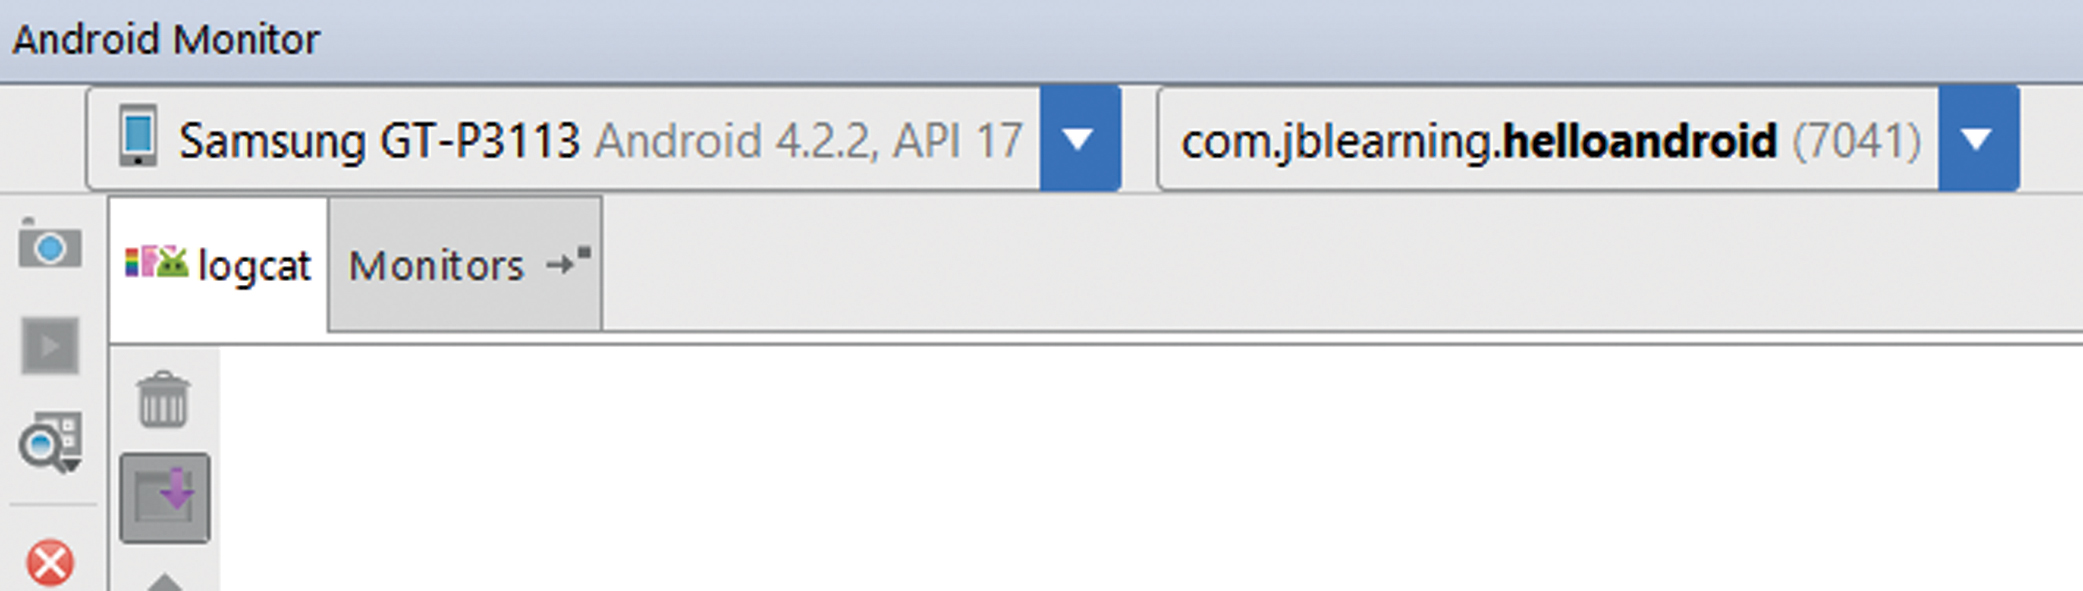 Android Monitor
Samsung GT-P3113 Android 4.2.2, API 17 com.jblearning.helloandroid (7041)
logcat Monitors